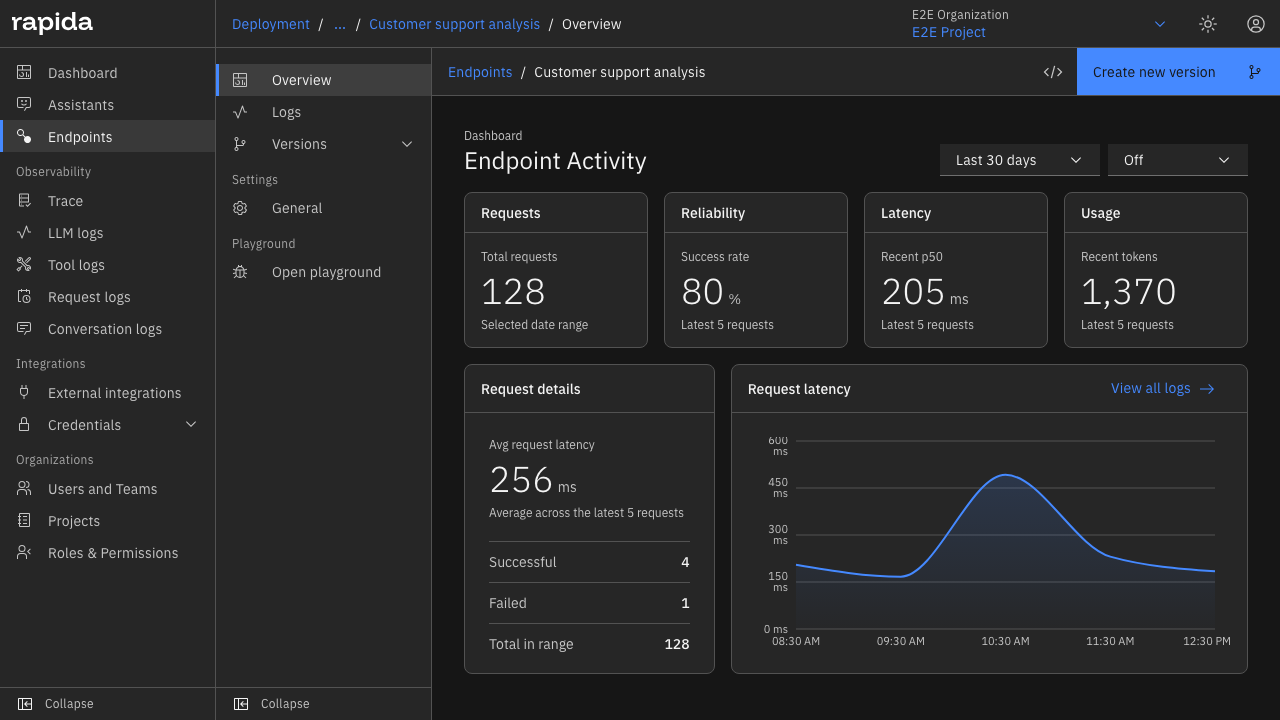 rapida
Deployment / ... / Customer support analysis / Overview
E2E Organization
E2E Project
Dashboard
Assistants
Endpoints
Observability
Trace
LLM logs
Tool logs
Request logs
Conversation logs
Integrations
External integrations
Credentials
Organizations
Users and Teams
Projects
Roles & Permissions
Collapse
Overview
Logs
Versions
Settings
General
Playground
Open playground
Collapse
Endpoints / Customer support analysis
Create new version
Dashboard
Endpoint Activity
Last 30 days
Off
Requests
Total requests
128
Selected date range
Reliability
Success rate
80 %
Latest 5 requests
Latency
Recent p50
205 ms
Latest 5 requests
Usage
Recent tokens
1,370
Latest 5 requests
Request details
Avg request latency
256 ms
Average across the latest 5 requests
Successful 4
Failed 1
Total in range 128
Request latency
View all logs
600
ms
450
ms
300
ms
150
ms
0 ms
08:30 AM 09:30 AM 10:30 AM 11:30 AM 12:30 PM